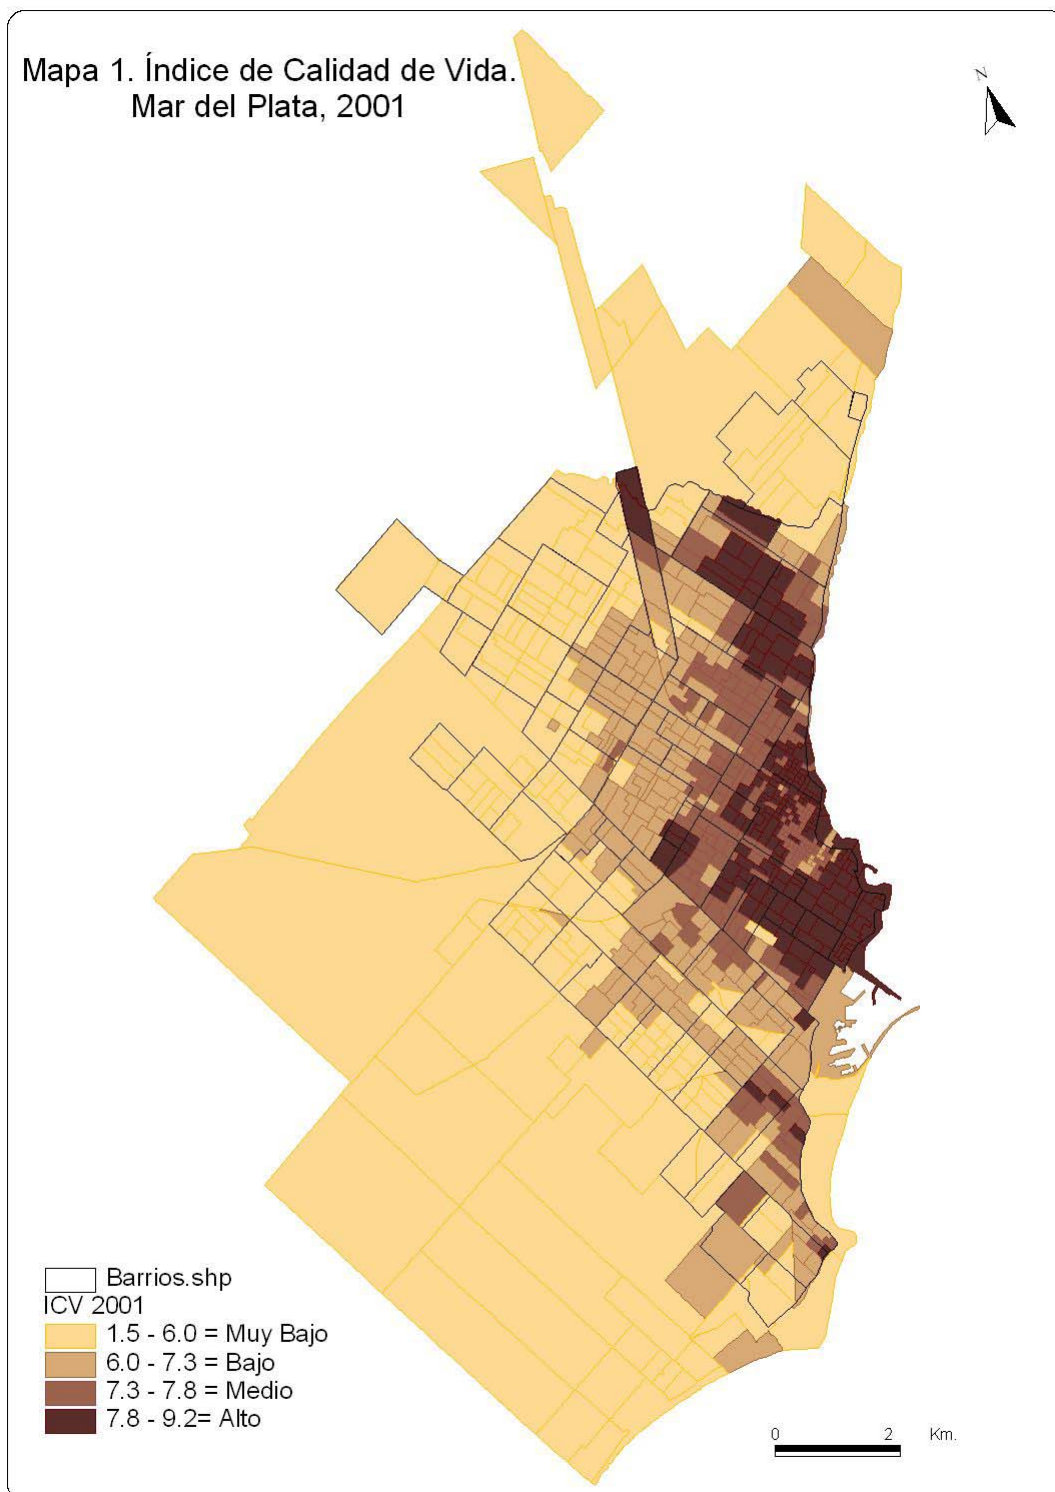 Mapa 1. Índice de Calidad de Vida.
Mar del Plata, 2001
N
Barrios.shp
ICV 2001
1.5 - 6.0 = Muy Bajo
6.0 - 7.3 = Bajo
7.3 - 7.8 = Medio
7.8 - 9.2= Alto
0 2 Km.